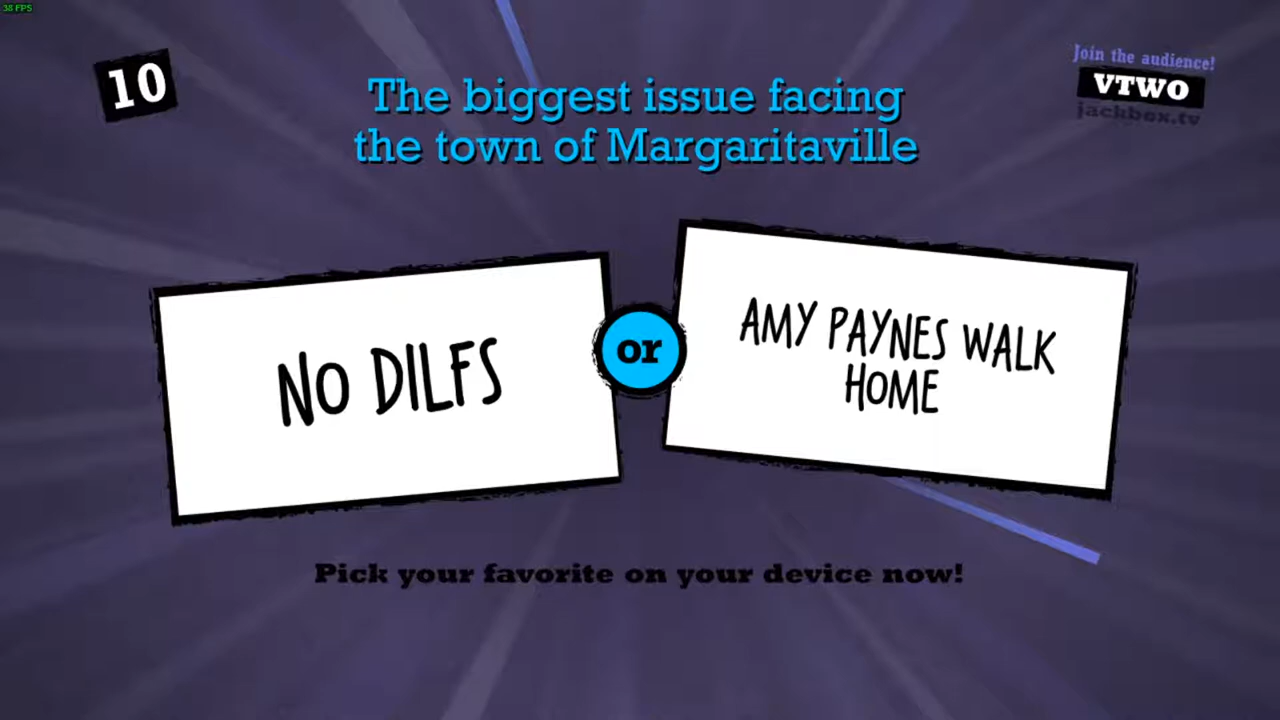 38 FPS
10
The biggest issue facing
the town of Margaritaville
Join the audience!
VTWO
jackbox.tv
NO DILFS
or
AMY PAYNES WALK
HOME
Pick your favorite on your device now!